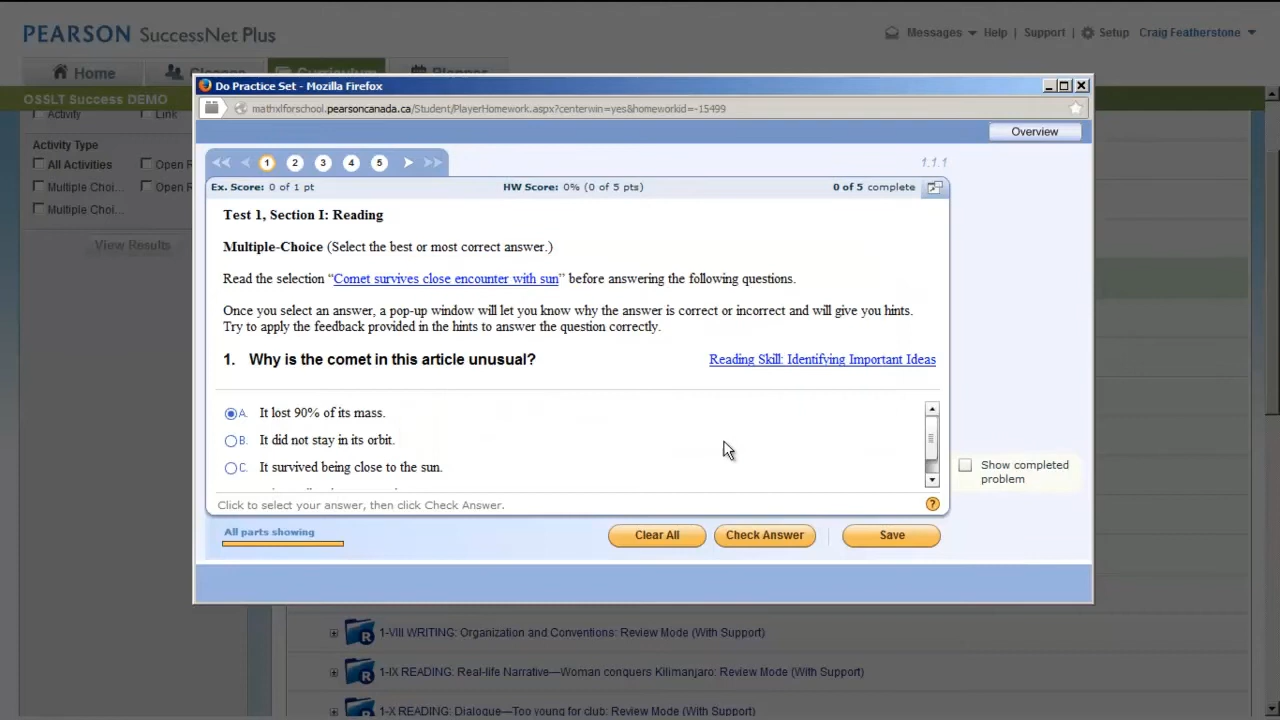 PEARSON SuccessNet Plus
Messages Help | Support Setup Craig Featherstone
Home Curriculum Planner
OSSLT Success DEMO
Activity Link
Activity Type
All Activities Open R
Multiple Choi... Open R
Multiple Choi...
View Results
Do Practice Set - Mozilla Firefox
mathxlforschool.pearsoncanada.ca/Student/PlayerHomework.aspx?centerwin=yes&homeworkid=-15499
Overview
1 2 3 4 5
1.1.1
Ex. Score: 0 of 1 pt HW Score: 0% (0 of 5 pts) 0 of 5 complete
Test 1, Section I: Reading
Multiple-Choice (Select the best or most correct answer.)
Read the selection “Comet survives close encounter with sun” before answering the following questions.
Once you select an answer, a pop-up window will let you know why the answer is correct or incorrect and will give you hints.
Try to apply the feedback provided in the hints to answer the question correctly.
1. Why is the comet in this article unusual? Reading Skill: Identifying Important Ideas
A. It lost 90% of its mass.
B. It did not stay in its orbit.
C. It survived being close to the sun.
Show completed
problem
Click to select your answer, then click Check Answer. ?
All parts showing
Clear All Check Answer Save
1-VIII WRITING: Organization and Conventions: Review Mode (With Support)
1-IX READING: Real-life Narrative—Woman conquers Kilimanjaro: Review Mode (With Support)
1-X READING: Dialogue—Too young for club: Review Mode (With Support)